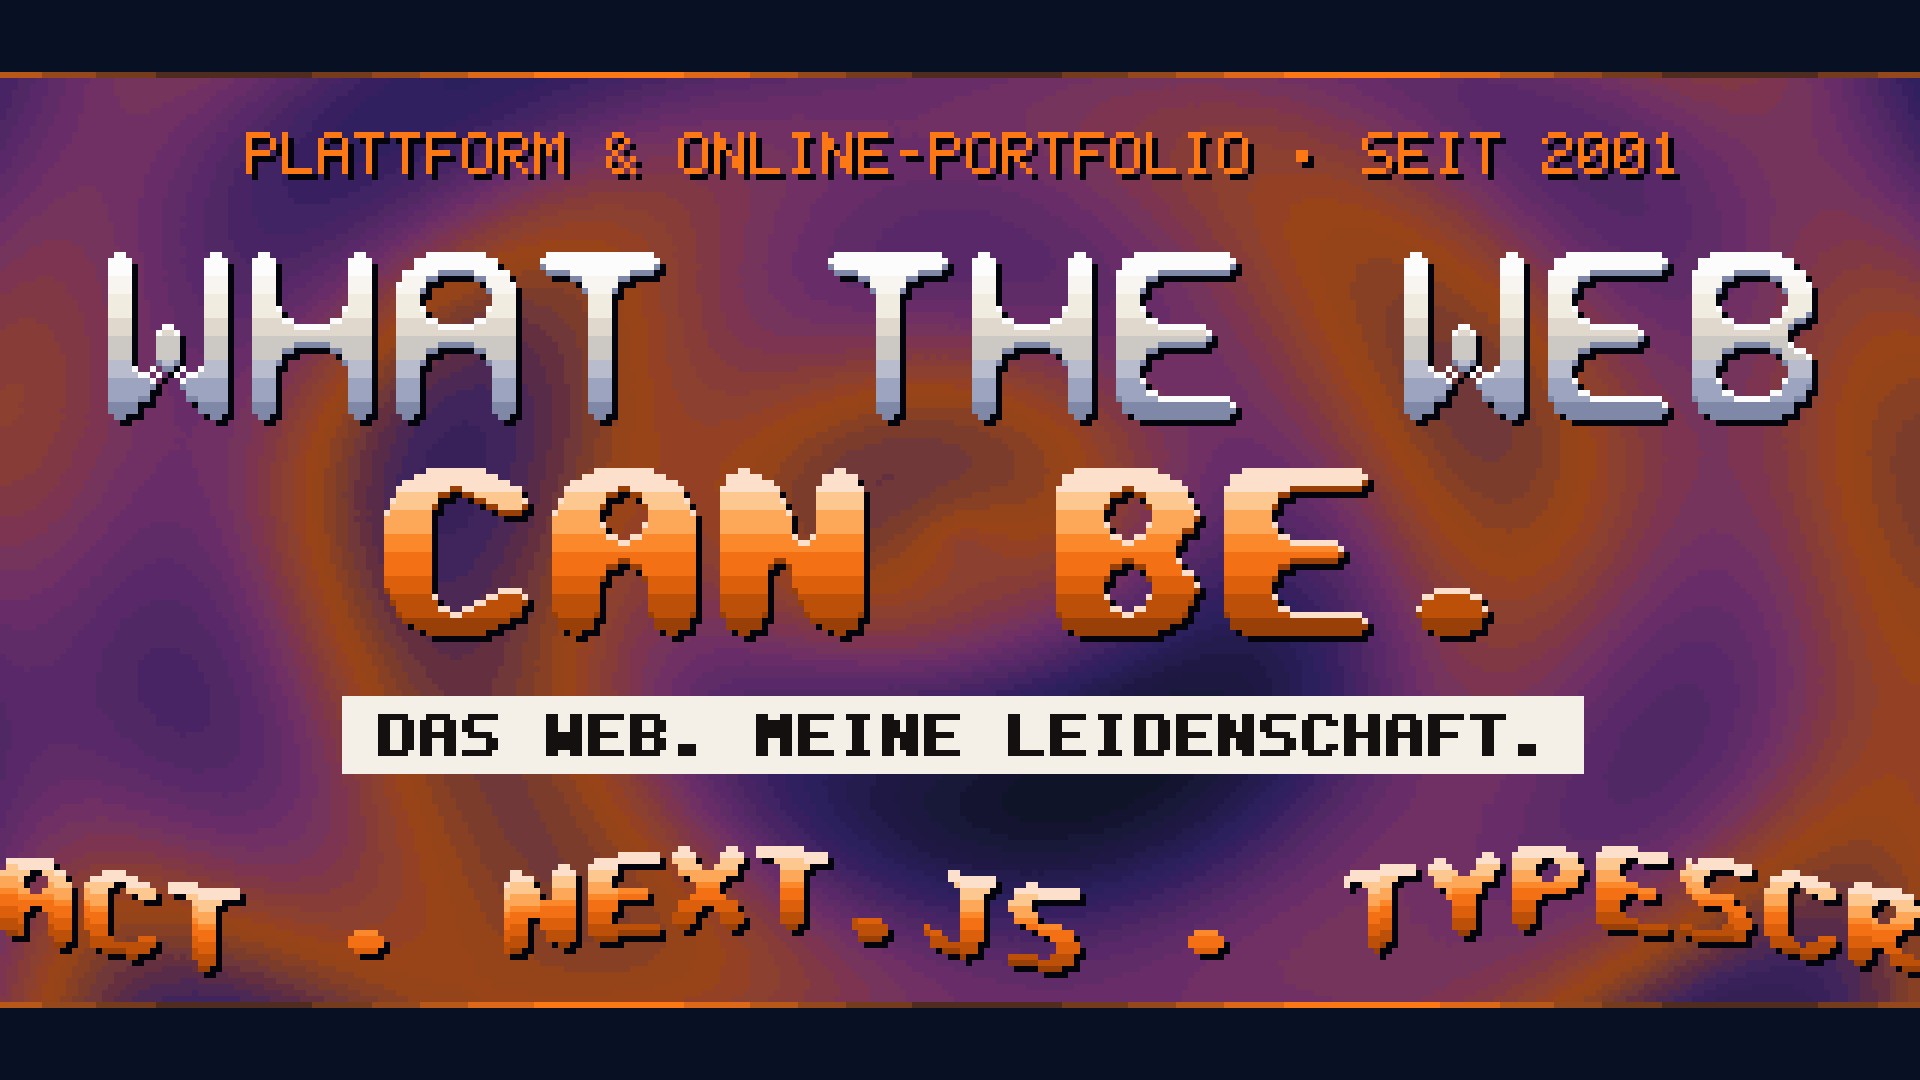 PLATTFORM & ONLINE-PORTFOLIO · SEIT 2001
WHAT THE WEB
CAN BE.
DAS WEB. MEINE LEIDENSCHAFT.
ACT · NEXT.JS · TYPESCR